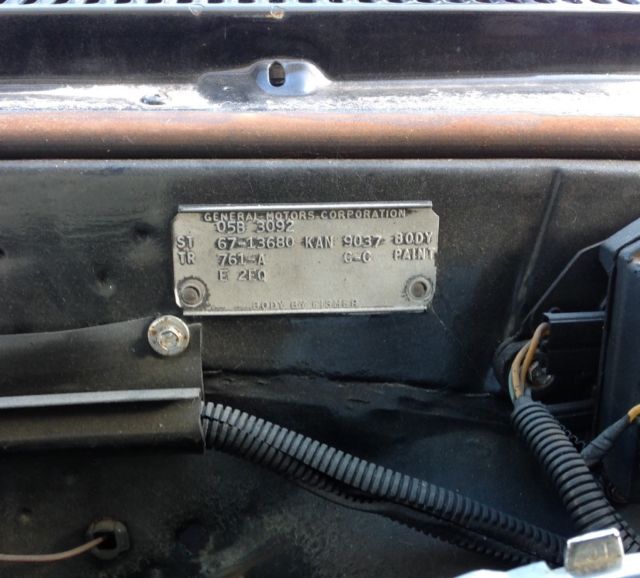 GENERAL MOTORS CORPORATION
05B 3092
ST 67-13680 KAN 9037 BODY
TR 761-A C-C PAINT
E 2FQ
BODY BY FISHER